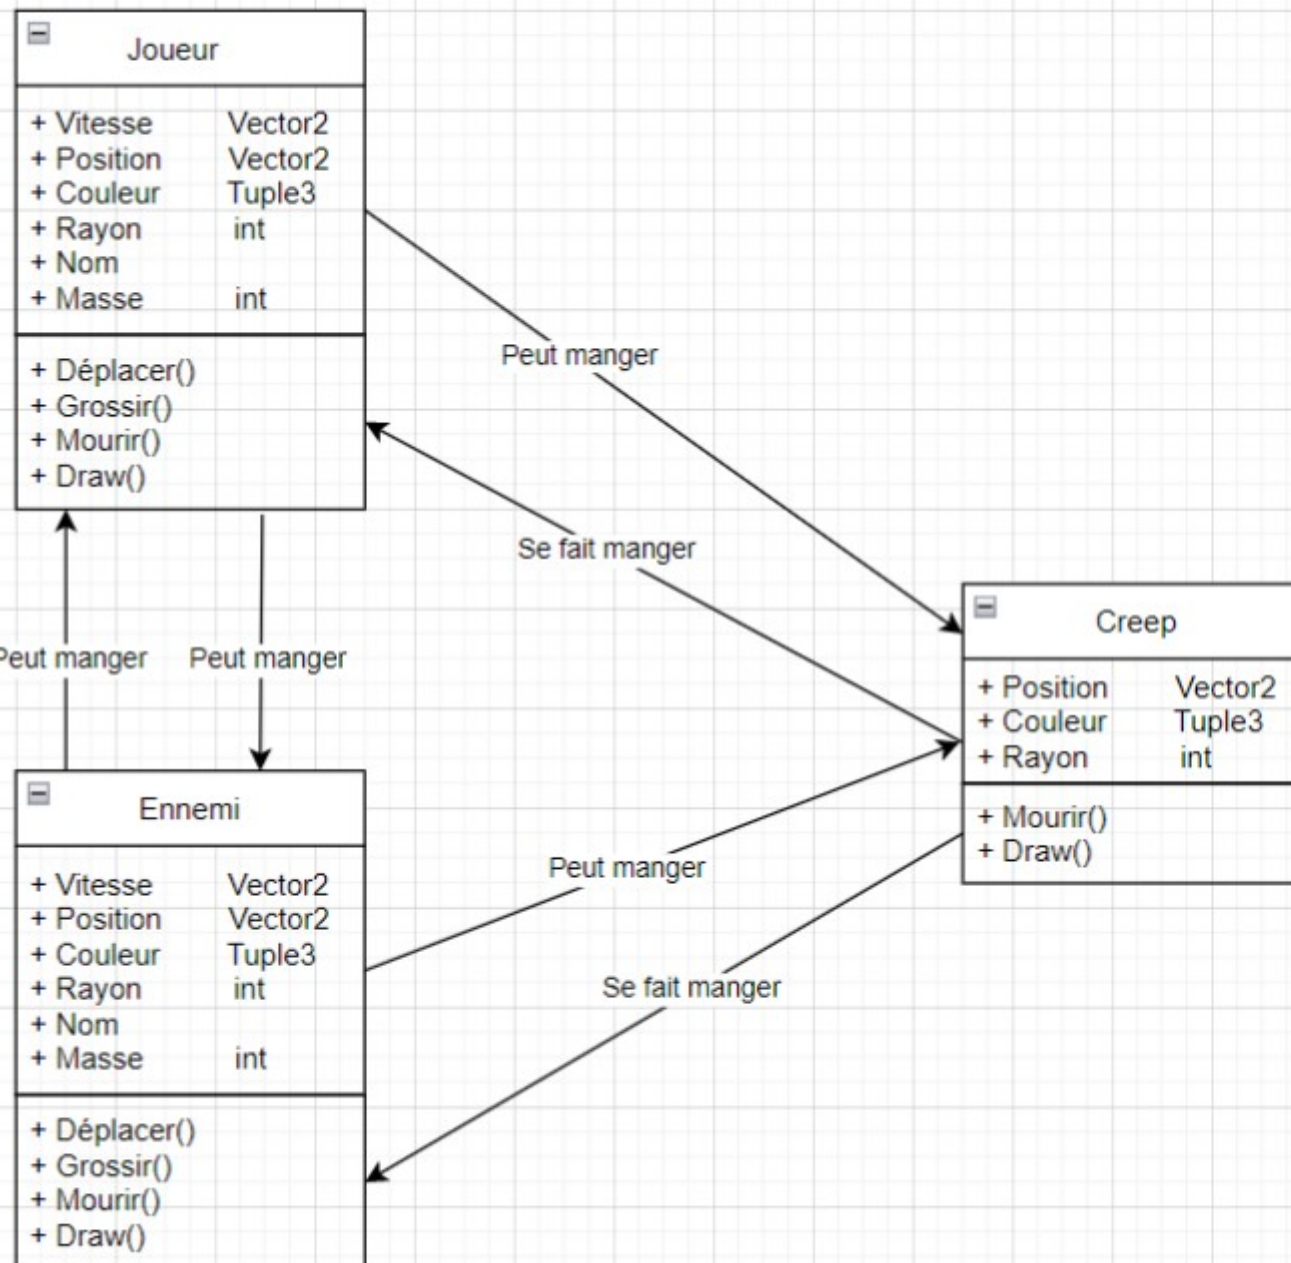 Joueur
+ Vitesse Vector2
+ Position Vector2
+ Couleur Tuple3
+ Rayon int
+ Nom
+ Masse int
+ Déplacer()
+ Grossir()
+ Mourir()
+ Draw()
Peut manger
Se fait manger
Peut manger
Peut manger
Creep
+ Position Vector2
+ Couleur Tuple3
+ Rayon int
+ Mourir()
+ Draw()
Ennemi
+ Vitesse Vector2
+ Position Vector2
+ Couleur Tuple3
+ Rayon int
+ Nom
+ Masse int
+ Déplacer()
+ Grossir()
+ Mourir()
+ Draw()
Peut manger
Se fait manger